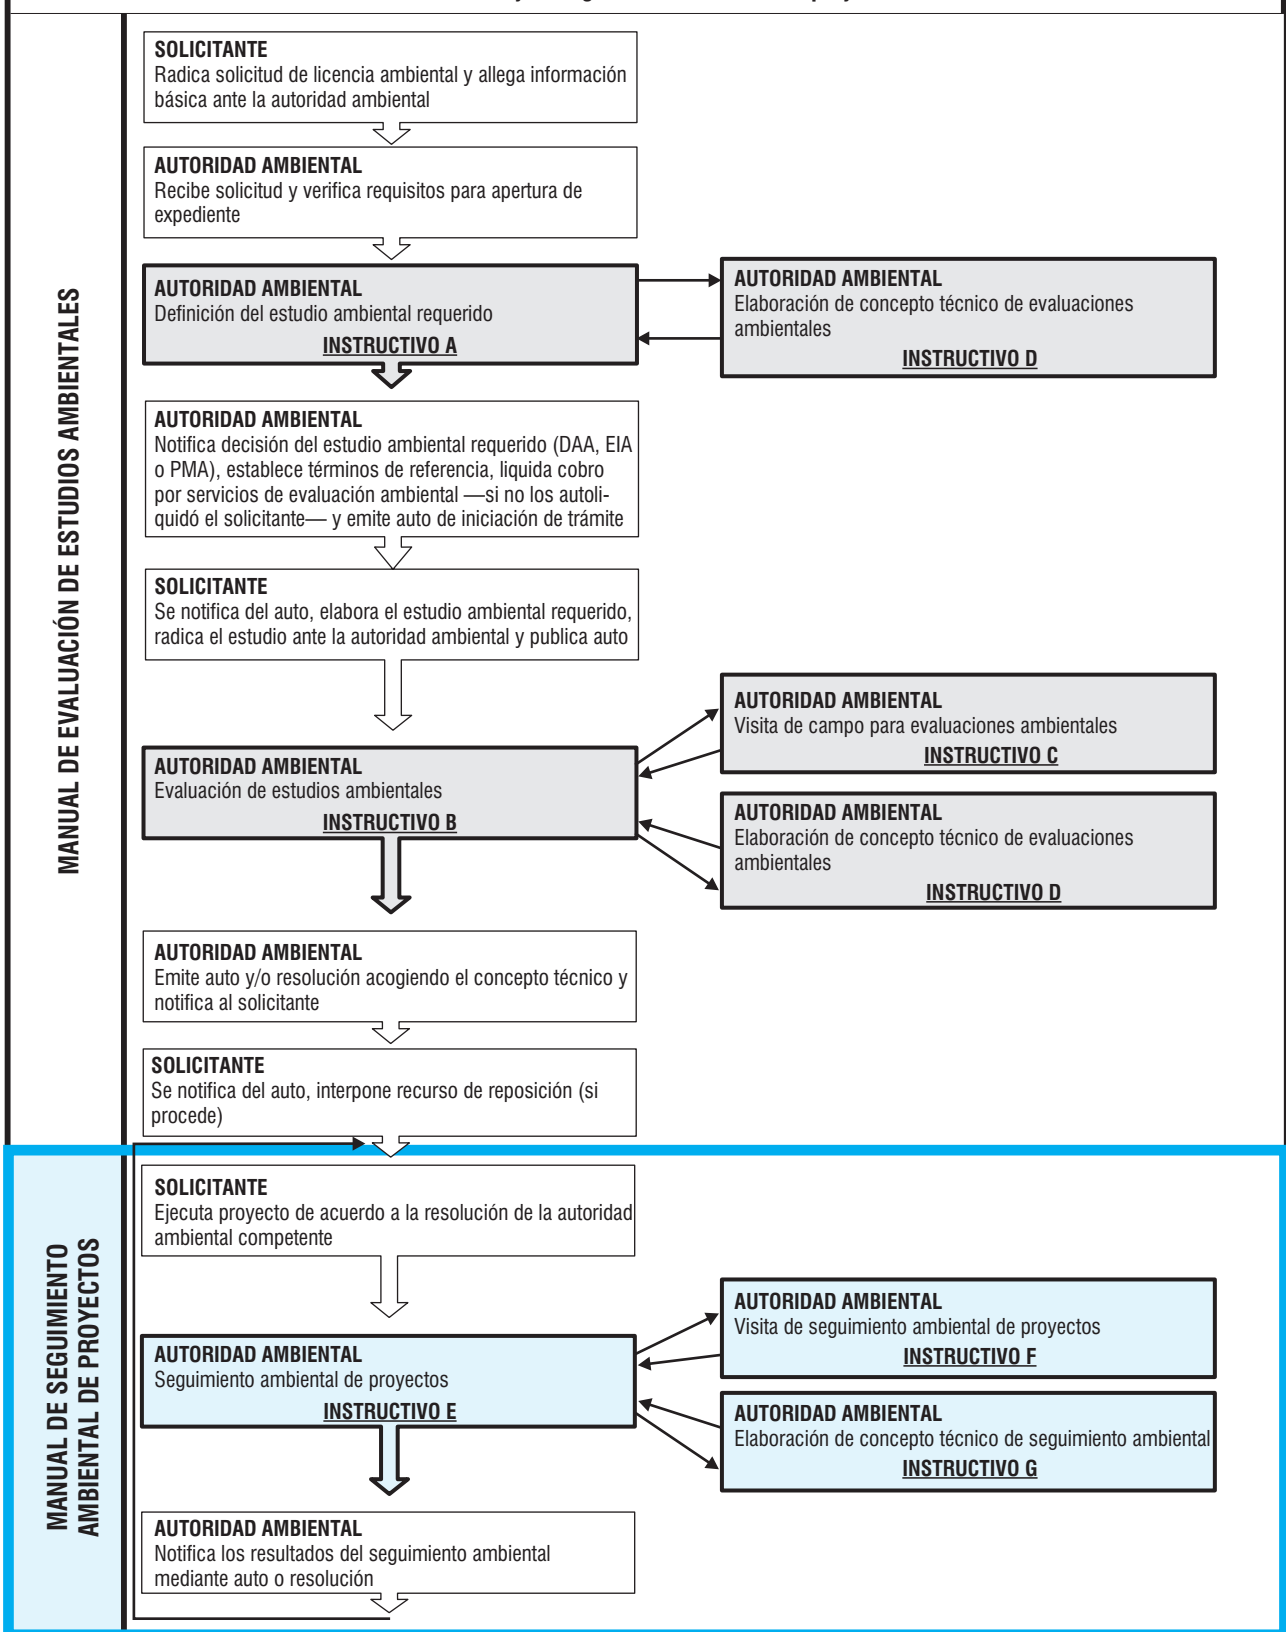 SOLICITANTE
Radica solicitud de licencia ambiental y allega información
básica ante la autoridad ambiental
AUTORIDAD AMBIENTAL
Recibe solicitud y verifica requisitos para apertura de
expediente
AUTORIDAD AMBIENTAL
Definición del estudio ambiental requerido
INSTRUCTIVO A
AUTORIDAD AMBIENTAL
Elaboración de concepto técnico de evaluaciones
ambientales
INSTRUCTIVO D
AUTORIDAD AMBIENTAL
Notifica decisión del estudio ambiental requerido (DAA, EIA
o PMA), establece términos de referencia, liquida cobro
por servicios de evaluación ambiental —si no los autoli-
quidó el solicitante— y emite auto de iniciación de trámite
SOLICITANTE
Se notifica del auto, elabora el estudio ambiental requerido,
radica el estudio ante la autoridad ambiental y publica auto
AUTORIDAD AMBIENTAL
Visita de campo para evaluaciones ambientales
INSTRUCTIVO C
AUTORIDAD AMBIENTAL
Evaluación de estudios ambientales
INSTRUCTIVO B
AUTORIDAD AMBIENTAL
Elaboración de concepto técnico de evaluaciones
ambientales
INSTRUCTIVO D
AUTORIDAD AMBIENTAL
Emite auto y/o resolución acogiendo el concepto técnico y
notifica al solicitante
SOLICITANTE
Se notifica del auto, interpone recurso de reposición (si
procede)
MANUAL DE EVALUACIÓN DE ESTUDIOS AMBIENTALES
SOLICITANTE
Ejecuta proyecto de acuerdo a la resolución de la autoridad
ambiental competente
AUTORIDAD AMBIENTAL
Visita de seguimiento ambiental de proyectos
INSTRUCTIVO F
AUTORIDAD AMBIENTAL
Seguimiento ambiental de proyectos
INSTRUCTIVO E
AUTORIDAD AMBIENTAL
Elaboración de concepto técnico de seguimiento ambiental
INSTRUCTIVO G
AUTORIDAD AMBIENTAL
Notifica los resultados del seguimiento ambiental
mediante auto o resolución
MANUAL DE SEGUIMIENTO
AMBIENTAL DE PROYECTOS